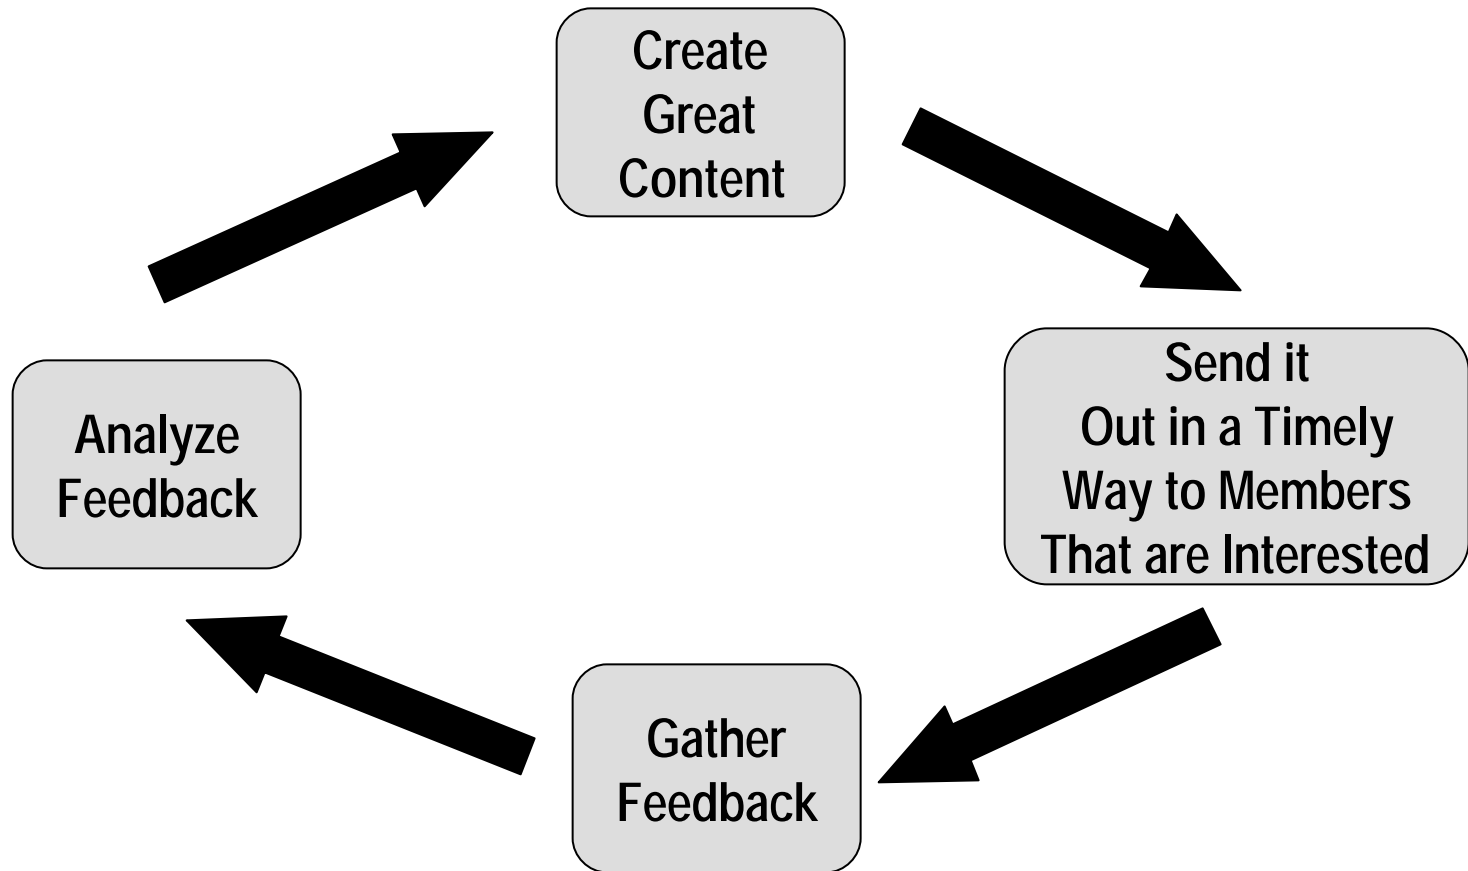 Create
Great
Content
Send it
Out in a Timely
Way to Members
That are Interested
Gather
Feedback
Analyze
Feedback